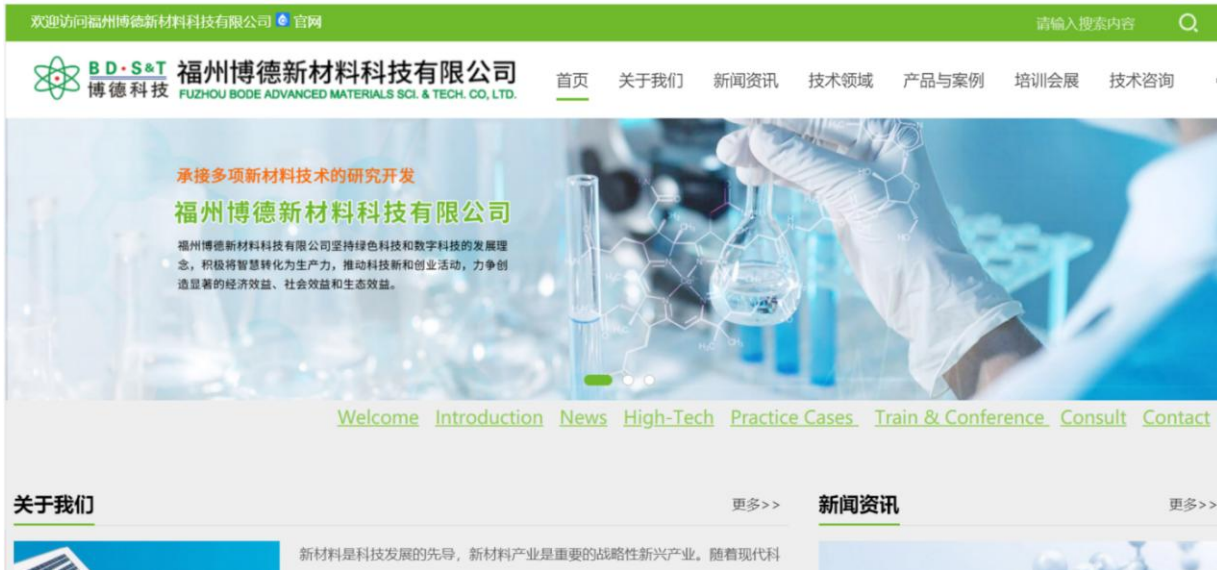 欢迎访问福州博德新材料科技有限公司 官网
请输入搜索内容
BD·S&T
博德科技
福州博德新材料科技有限公司
FUZHOU BODE ADVANCED MATERIALS SCI. & TECH. CO, LTD.
首页 关于我们 新闻资讯 技术领域 产品与案例 培训会展 技术咨询
承接多项新材料技术的研究开发
福州博德新材料科技有限公司
福州博德新材料科技有限公司坚持绿色科技和数字科技的发展理
念，积极将智慧转化为生产力，推动科技新和创业活动，力争创
造显著的经济效益、社会效益和生态效益。
Welcome Introduction News High-Tech Practice Cases Train & Conference Consult Contact
关于我们 更多>>
新闻资讯 更多>>
新材料是科技发展的先导，新材料产业是重要的战略性新兴产业。随着现代科